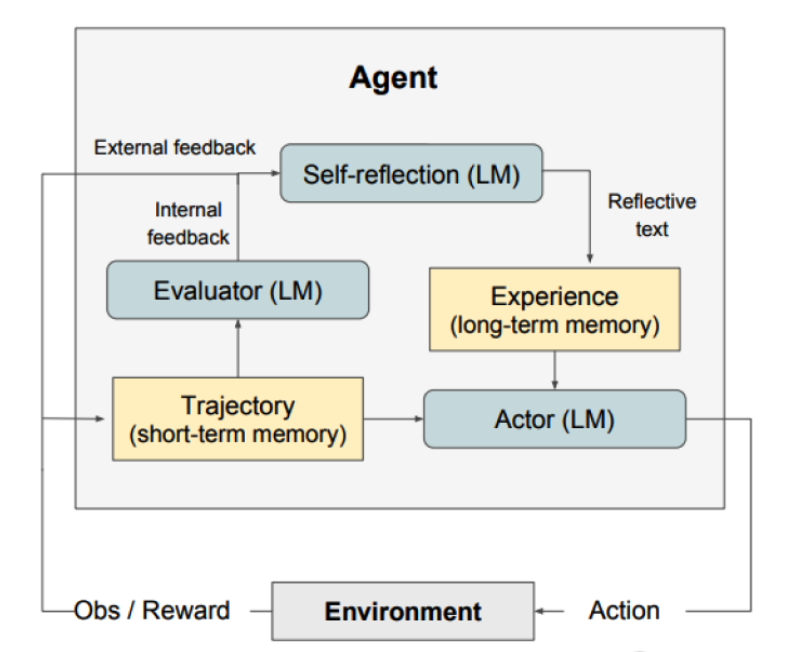 Agent
External feedback
Self-reflection (LM)
Internal
feedback
Reflective
text
Evaluator (LM)
Experience
(long-term memory)
Trajectory
(short-term memory)
Actor (LM)
Obs / Reward
Environment
Action